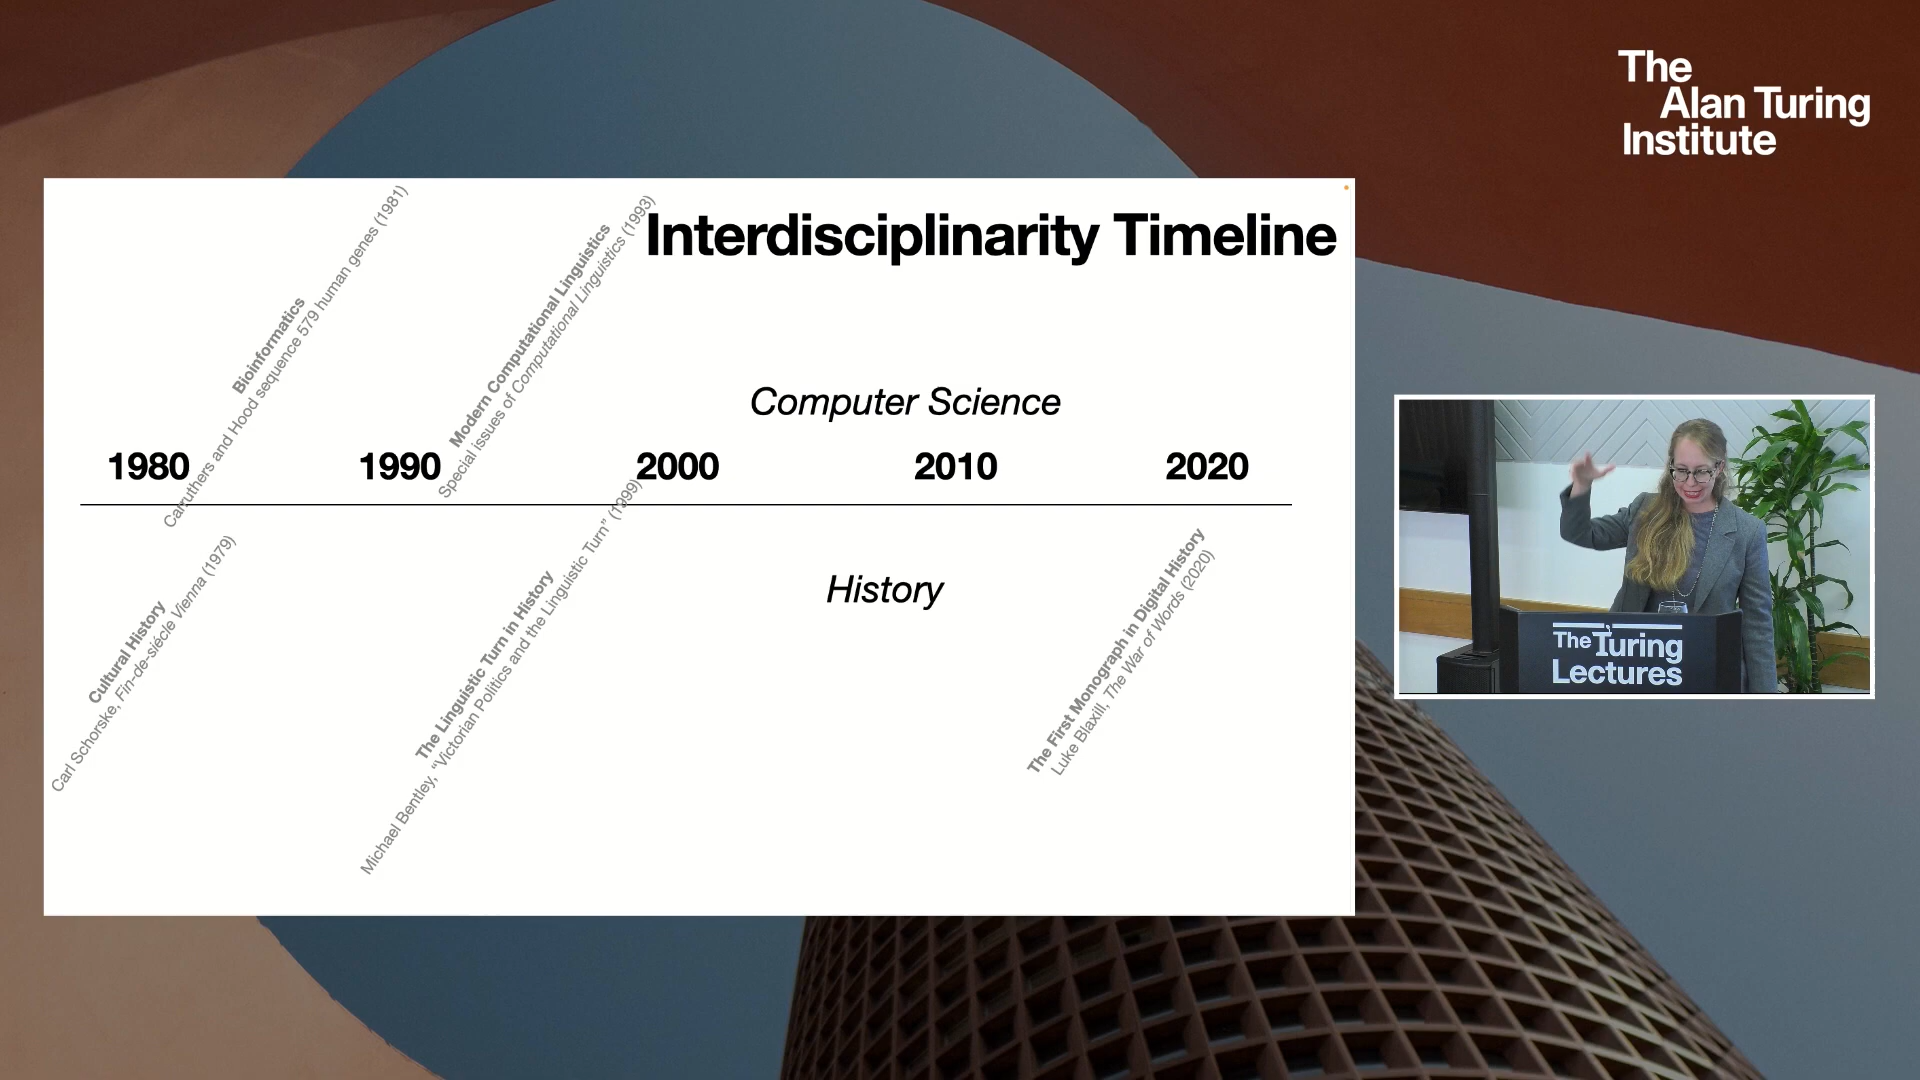 The
Alan Turing
Institute
Interdisciplinarity Timeline
Bioinformatics
Carruthers and Hood sequence 579 human genes (1981)
Modern Computational Linguistics
Special issues of Computational Linguistics (1993)
Computer Science
1980 1990 2000 2010 2020
History
Cultural History
Carl Schorske, Fin-de-siécle Vienna (1979)
The Linguistic Turn in History
Michael Bentley, “Victorian Politics and the Linguistic Turn” (1999)
The First Monograph in Digital History
Luke Blaxill, The War of Words (2020)
The Turing
Lectures